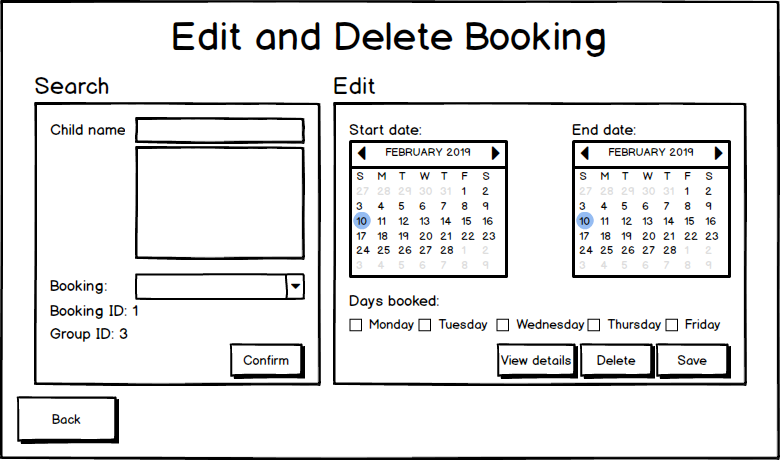 Edit and Delete Booking
Search
Child name
Booking:
Booking ID: 1
Group ID: 3
Confirm
Edit
Start date:
FEBRUARY 2019
S M T W T F S
27 28 29 30 31 1 2
3 4 5 6 7 8 9
10 11 12 13 14 15 16
17 18 19 20 21 22 23
24 25 26 27 28 1 2
3 4 5 6 7 8 9
End date:
FEBRUARY 2019
S M T W T F S
27 28 29 30 31 1 2
3 4 5 6 7 8 9
10 11 12 13 14 15 16
17 18 19 20 21 22 23
24 25 26 27 28 1 2
3 4 5 6 7 8 9
Days booked:
Monday Tuesday Wednesday Thursday Friday
View details Delete Save
Back